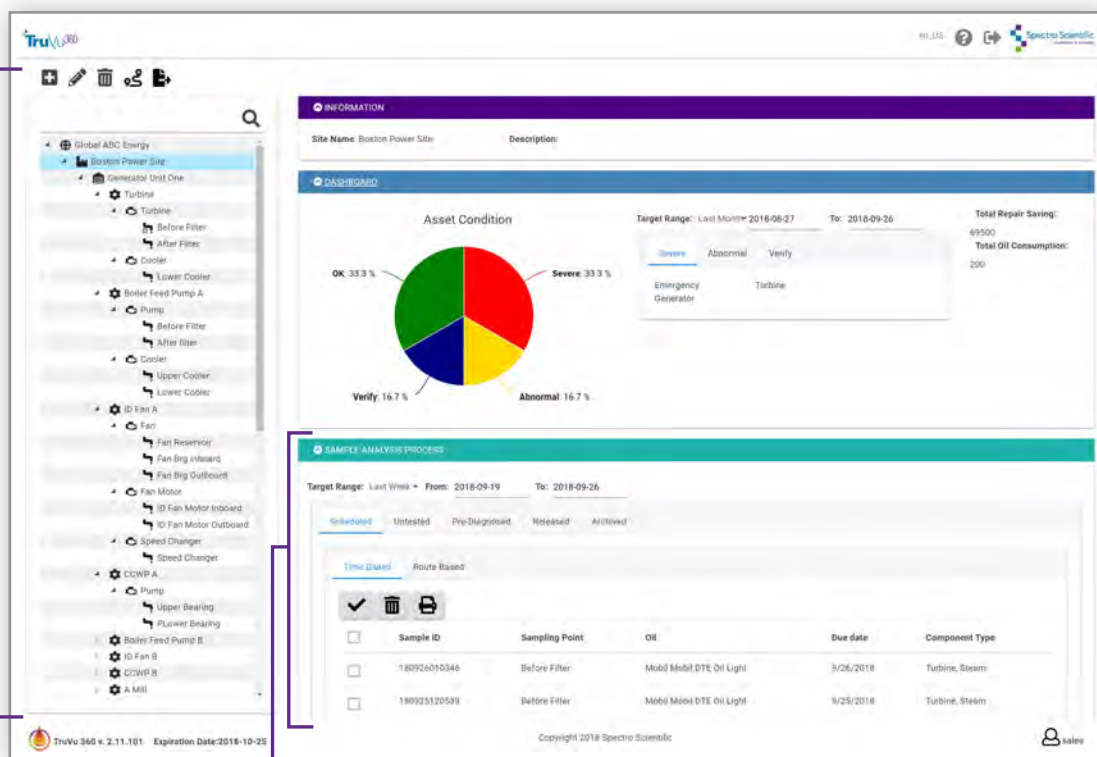 TruVu 360
en_US
Spectro Scientific
Global ABC Energy
Boston Power Site
Generator Unit One
Turbine
Turbine
Before Filter
After Filter
Cooler
Lower Cooler
Boiler Feed Pump A
Pump
Before Filter
After filter
Cooler
Upper Cooler
Lower Cooler
ID Fan A
Fan
Fan Reservoir
Fan Brg Inboard
Fan Brg Outboard
Fan Motor
ID Fan Motor Inboard
ID Fan Motor Outboard
Speed Changer
Speed Changer
CCWP A
Pump
Upper Bearing
PLower Bearing
Boiler Feed Pump B
ID Fan B
CCWP B
A Mill
INFORMATION
Site Name: Boston Power Site Description:
DASHBOARD
Asset Condition
OK: 33.3 %
Severe: 33.3 %
Verify: 16.7 %
Abnormal: 16.7 %
Target Range: Last Month 2018-08-27 To: 2018-09-26
Severe Abnormal Verify
Emergency Generator Turbine
Total Repair Saving:
69500
Total Oil Consumption:
200
SAMPLE ANALYSIS PROCESS
Target Range: Last Week From: 2018-09-19 To: 2018-09-26
Scheduled Untested Pre-Diagnosed Released Archived
Time Based Route Based
Sample ID Sampling Point Oil Due date Component Type
180926010346 Before Filter Mobil Mobil DTE Oil Light 9/26/2018 Turbine, Steam
180925120539 Before Filter Mobil Mobil DTE Oil Light 9/25/2018 Turbine, Steam
TruVu 360 v. 2.11.101 Expiration Date:2018-10-25
Copyright 2018 Spectro Scientific
sales